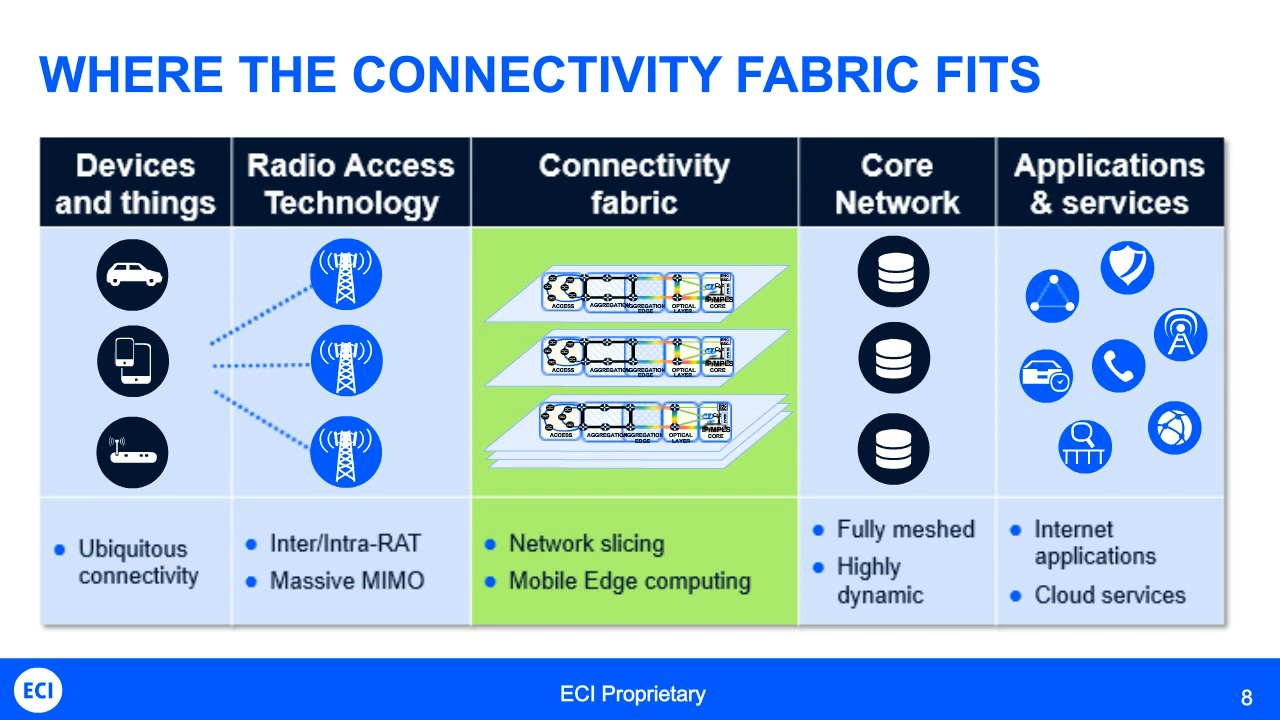 WHERE THE CONNECTIVITY FABRIC FITS
Devices
and things
Radio Access
Technology
Connectivity
fabric
Core
Network
Applications
& services
ACCESS
AGGREGATION
AGGREGATION
EDGE
OPTICAL
LAYER
IP/MPLS
CORE
ACCESS
AGGREGATION
AGGREGATION
EDGE
OPTICAL
LAYER
IP/MPLS
CORE
ACCESS
AGGREGATION
AGGREGATION
EDGE
OPTICAL
LAYER
IP/MPLS
CORE
• Ubiquitous
connectivity
• Inter/Intra-RAT
• Massive MIMO
• Network slicing
• Mobile Edge computing
• Fully meshed
• Highly
dynamic
• Internet
applications
• Cloud services
ECI
ECI Proprietary
8